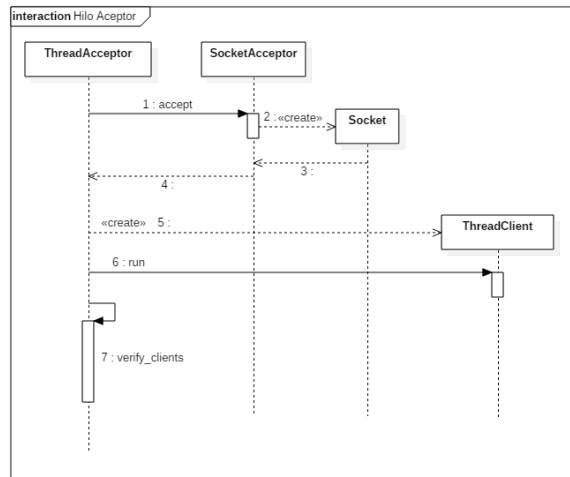 interaction Hilo Aceptor
ThreadAcceptor
SocketAcceptor
1 : accept
2 : «create»
Socket
3 :
4 :
«create» 5 :
ThreadClient
6 : run
7 : verify_clients